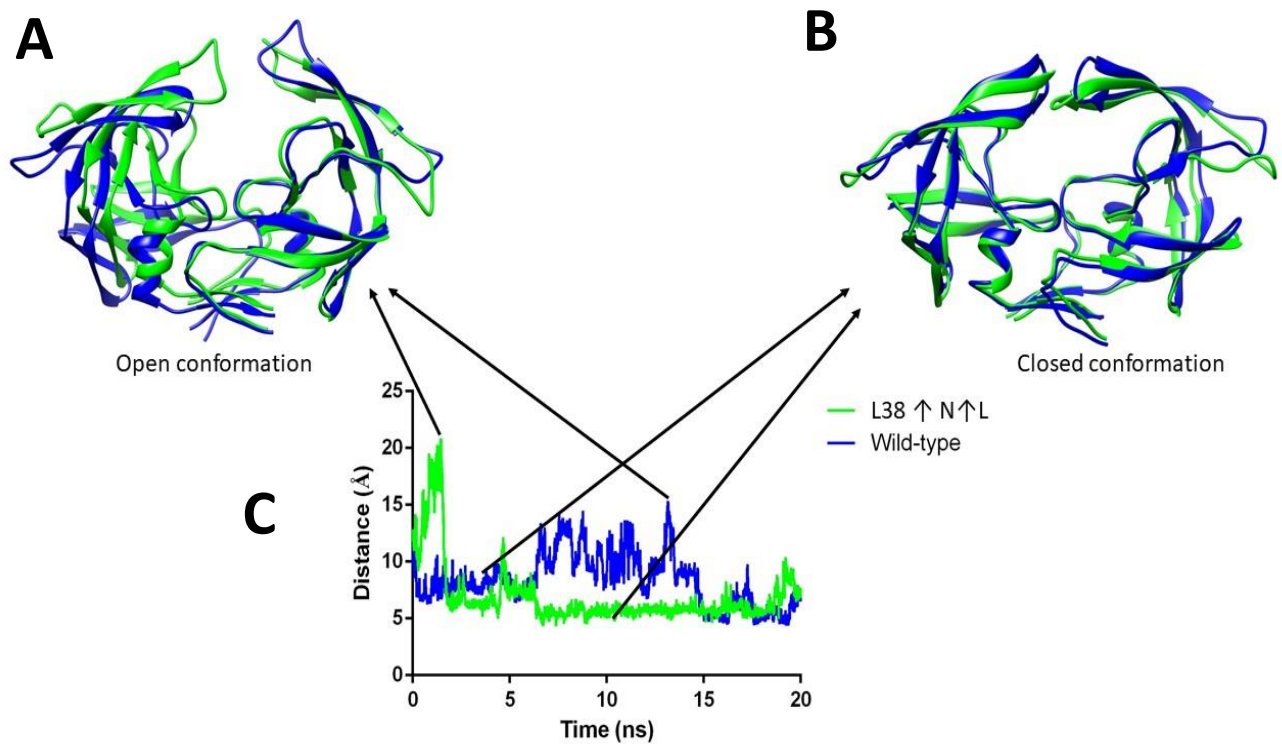 A
B
Open conformation
Closed conformation
25
20
15
10
5
0
Distance (Å)
C
L38 ↑ N↑L
Wild-type
0 5 10 15 20
Time (ns)